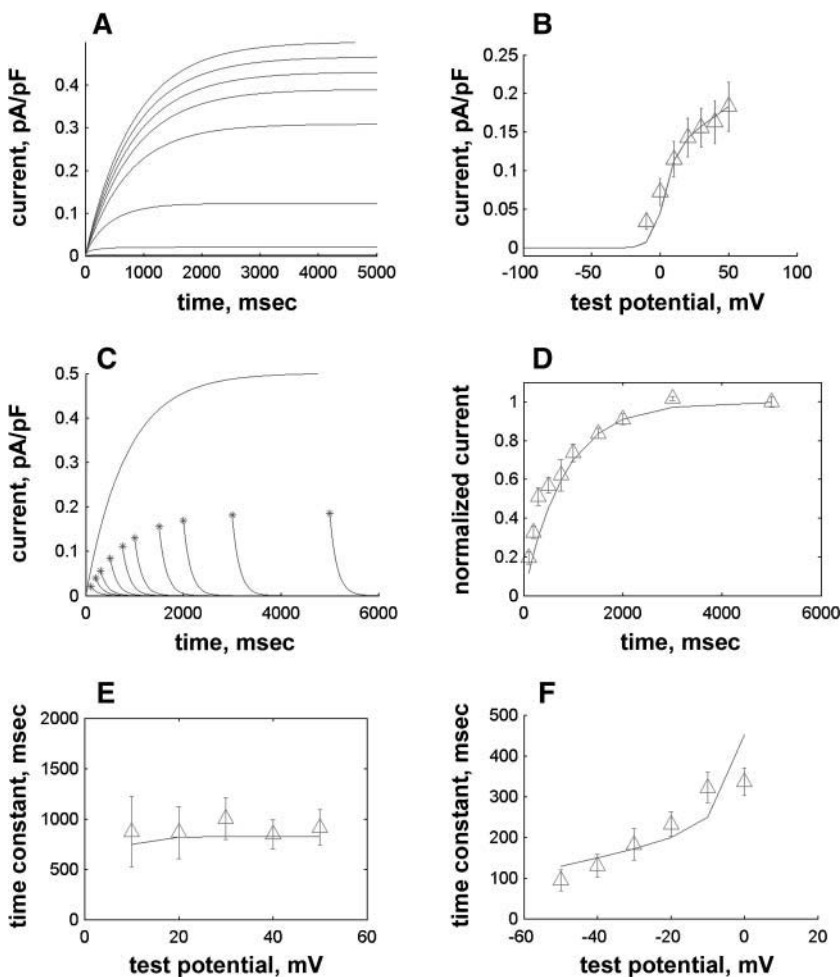 A
current, pA/pF
0.4
0.3
0.2
0.1
0
0 1000 2000 3000 4000 5000
time, msec
B
current, pA/pF
0.25
0.2
0.15
0.1
0.05
0
-100 -50 0 50 100
test potential, mV
C
current, pA/pF
0.5
0.4
0.3
0.2
0.1
0
0 2000 4000 6000
time, msec
D
normalized current
1
0.8
0.6
0.4
0.2
0
0 2000 4000 6000
time, msec
E
time constant, msec
2000
1500
1000
500
0
0 20 40 60
test potential, mV
F
time constant, msec
500
400
300
200
100
0
-60 -40 -20 0 20
test potential, mV